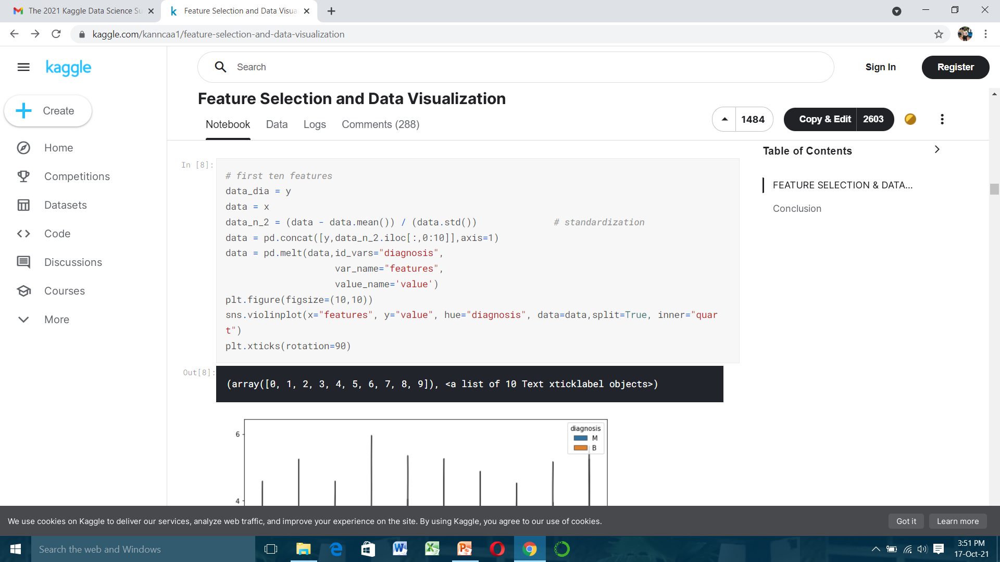 The 2021 Kaggle Data Science Su
Feature Selection and Data Visua
kaggle.com/kanncaa1/feature-selection-and-data-visualization
kaggle
Search
Sign In
Register
Create
Home
Competitions
Datasets
Code
Discussions
Courses
More
Feature Selection and Data Visualization
Notebook
Data
Logs
Comments (288)
1484
Copy & Edit
2603
Table of Contents
FEATURE SELECTION & DATA...
Conclusion
In [8]:
# first ten features
data_dia = y
data = x
data_n_2 = (data - data.mean()) / (data.std())              # standardization
data = pd.concat([y,data_n_2.iloc[:,0:10]],axis=1)
data = pd.melt(data,id_vars="diagnosis",
                    var_name="features",
                    value_name='value')
plt.figure(figsize=(10,10))
sns.violinplot(x="features", y="value", hue="diagnosis", data=data,split=True, inner="quar
t")
plt.xticks(rotation=90)
Out[8]:
(array([0, 1, 2, 3, 4, 5, 6, 7, 8, 9]), <a list of 10 Text xticklabel objects>)
6
4
diagnosis
M
B
We use cookies on Kaggle to deliver our services, analyze web traffic, and improve your experience on the site. By using Kaggle, you agree to our use of cookies.
Got it
Learn more
Search the web and Windows
3:51 PM
17-Oct-21